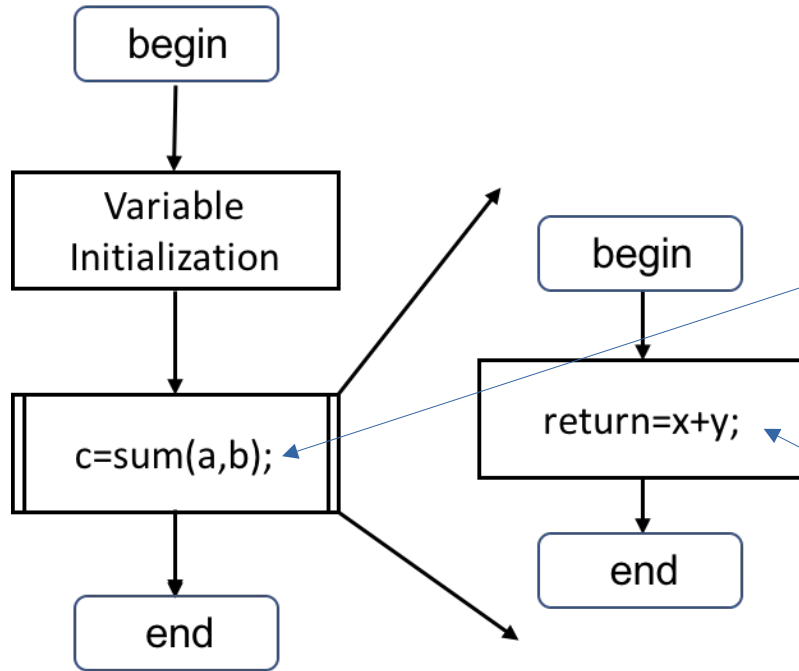 begin
Variable
Initialization
c=sum(a,b);
end
begin
return=x+y;
end